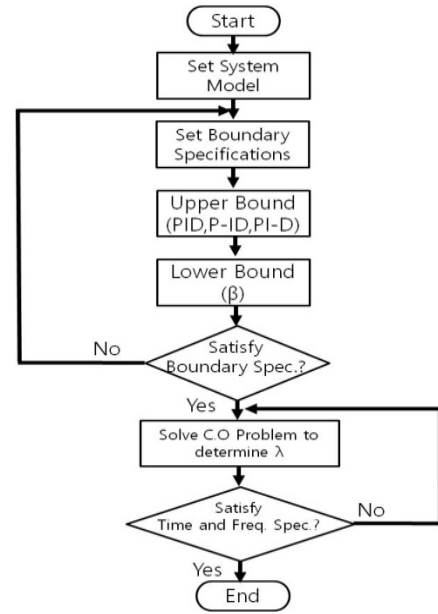 Start
Set System
Model
Set Boundary
Specifications
Upper Bound
(PID,P-ID,PI-D)
Lower Bound
(β)
Satisfy
Boundary Spec.?
No
Yes
Solve C.O Problem to
determine λ
Satisfy
Time and Freq. Spec.?
No
Yes
End